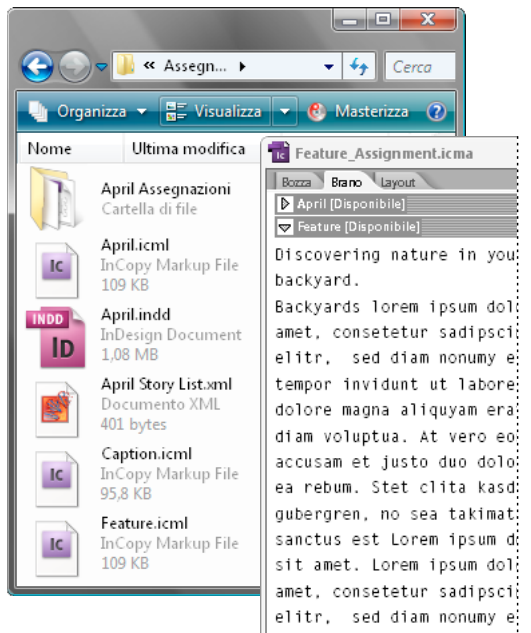 « Assegn...
Cerca
Organizza
Visualizza
Masterizza
?
Nome
Ultima modifica
April Assegnazioni
Cartella di file
Ic
April.icml
InCopy Markup File
109 KB
INDD
ID
April.indd
InDesign Document
1,08 MB
April Story List.xml
Documento XML
401 bytes
Ic
Caption.icml
InCopy Markup File
95,8 KB
Ic
Feature.icml
InCopy Markup File
109 KB
Ic
Feature_Assignment.icma
Bozza Brano Layout
April [Disponibile]
Feature [Disponibile]
Discovering nature in you
backyard.
Backyards lorem ipsum dol
amet, consetetur sadipsci
elitr, sed diam nonumy e
tempor invidunt ut labore
dolore magna aliquyam era
diam voluptua. At vero eo
accusam et justo duo dolo
ea rebum. Stet clita kasd
gubergren, no sea takimat
sanctus est Lorem ipsum d
sit amet. Lorem ipsum dol
amet, consetetur sadipsci
elitr, sed diam nonumy e